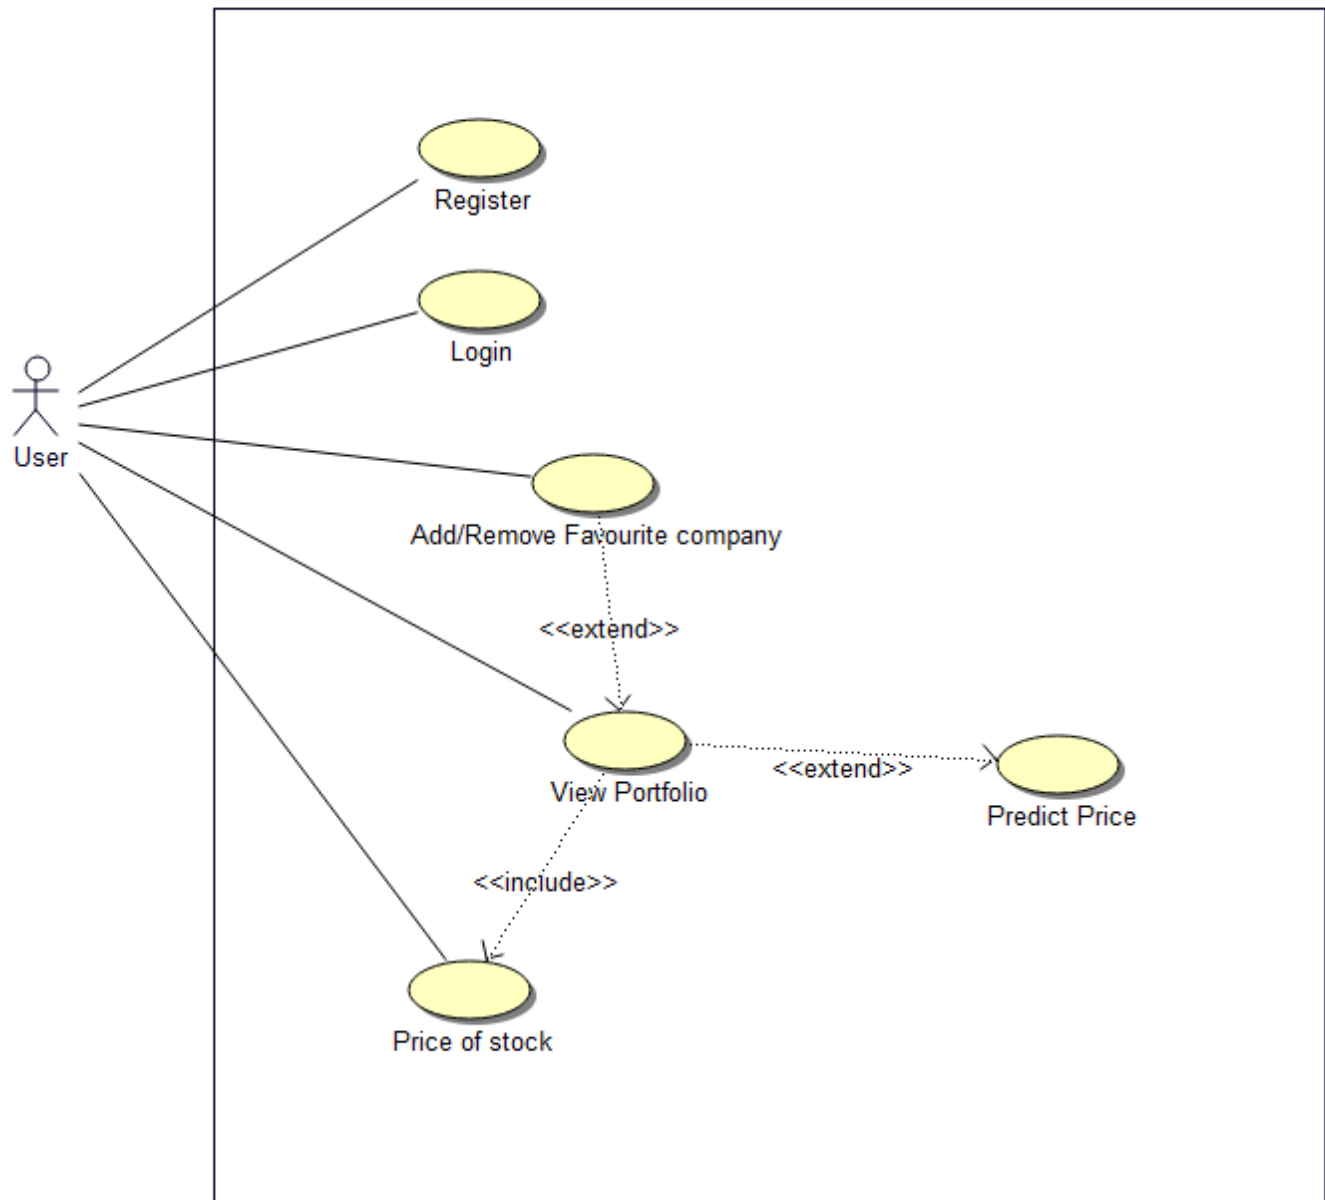 Register
Login
User
Add/Remove Favourite company
<<extend>>
View Portfolio
<<extend>>
Predict Price
<<include>>
Price of stock